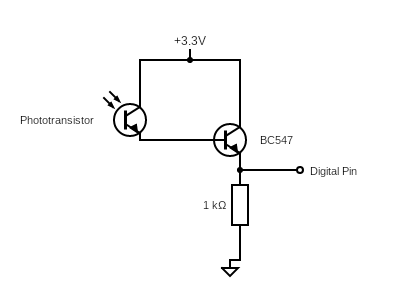 +3.3V
Phototransistor
BC547
Digital Pin
1 kΩ